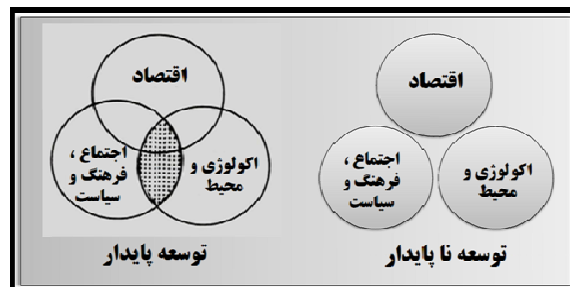 اقتصاد
اجتماع ،
فرهنگ و
سیاست
اکولوژی و
محیط
توسعه نا پایدار
اقتصاد
اجتماع ،
فرهنگ و
سیاست
اکولوژی و
محیط
توسعه پایدار